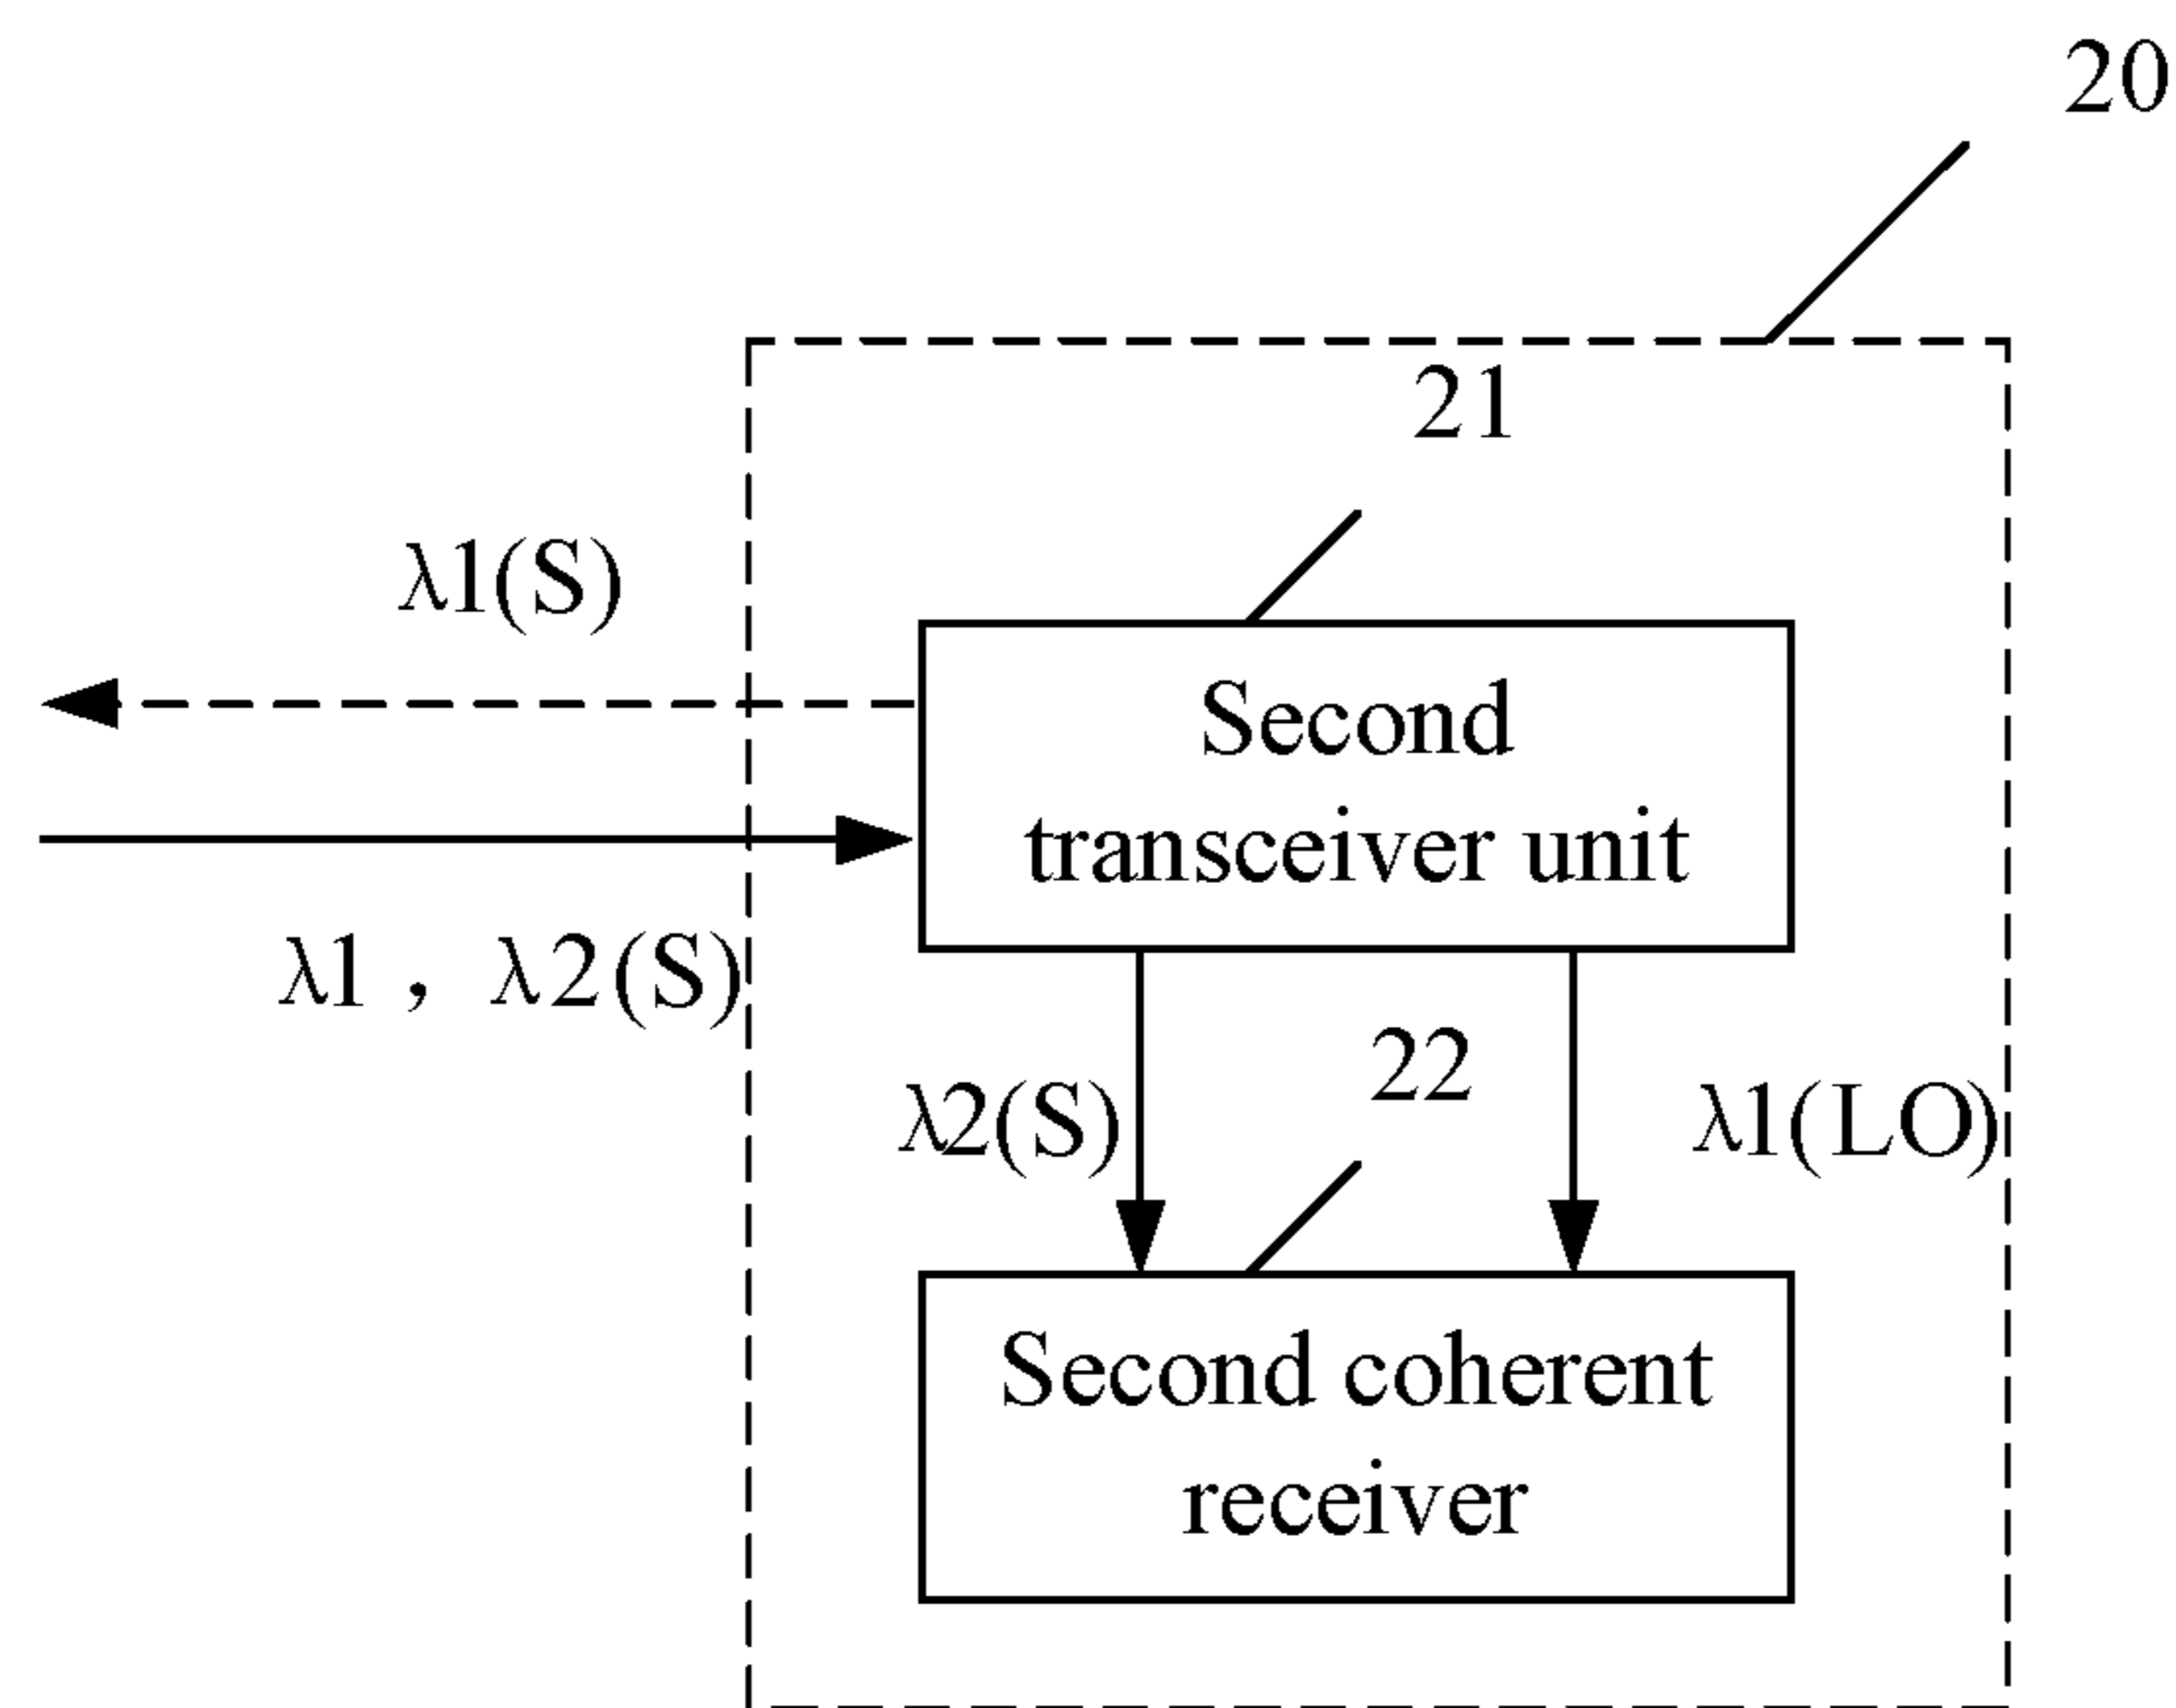 20
21
λ1(S)
Second
transceiver unit
λ1 , λ2(S)
22
λ2(S)
λ1(LO)
Second coherent
receiver